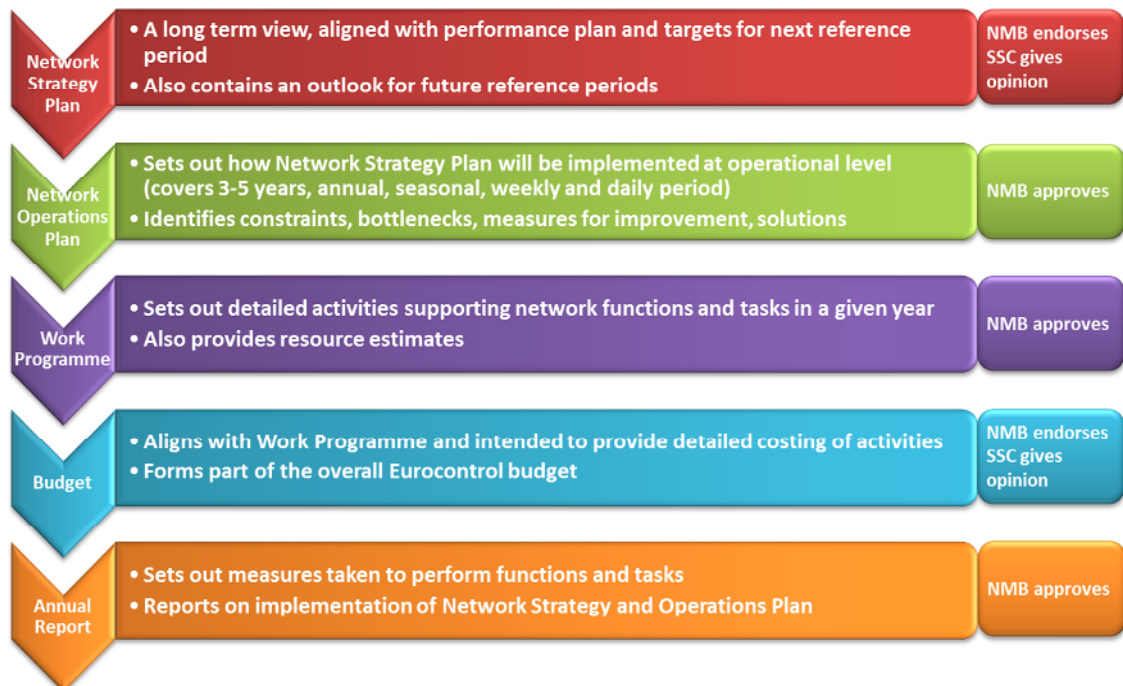 Network
Strategy
Plan
• A long term view, aligned with performance plan and targets for next reference
period
• Also contains an outlook for future reference periods
NMB endorses
SSC gives
opinion
Network
Operations
Plan
• Sets out how Network Strategy Plan will be implemented at operational level
(covers 3-5 years, annual, seasonal, weekly and daily period)
• Identifies constraints, bottlenecks, measures for improvement, solutions
NMB approves
Work
Programme
• Sets out detailed activities supporting network functions and tasks in a given year
• Also provides resource estimates
NMB approves
Budget
• Aligns with Work Programme and intended to provide detailed costing of activities
• Forms part of the overall Eurocontrol budget
NMB endorses
SSC gives
opinion
Annual
Report
• Sets out measures taken to perform functions and tasks
• Reports on implementation of Network Strategy and Operations Plan
NMB approves